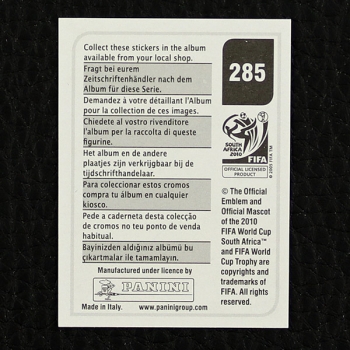 Collect these stickers in the album
available from your local shop.
Fragt bei eurem
Zeitschriftenhändler nach dem
Album für diese Serie.
Demandez à votre détaillant l'Album
pour la collection de ces images.
Chiedete al vostro rivenditore
l'album per la raccolta di queste
figurine.
Het album en de andere
plaatjes zijn verkrijgbaar bij de
tijdschrifthandelaar.
Para coleccionar estos cromos
compra tu álbum en cualquier
kiosco.
Pede a caderneta desta colecção
de cromos no teu ponto de venda
habitual.
Bayinizden aldığınız albümü bu
çıkartmalar ile tamamlayın.
Manufactured under licence by
PANINI
Made in Italy. www.paninigroup.com
285
SOUTH AFRICA
2010
FIFA
© 2005 FIFA TM
OFFICIAL LICENSED
PRODUCT
© The Official
Emblem and
Official Mascot
of the 2010
FIFA World Cup
South Africa™
and FIFA World
Cup Trophy are
copyrights and
trademarks of
FIFA. All rights
reserved.